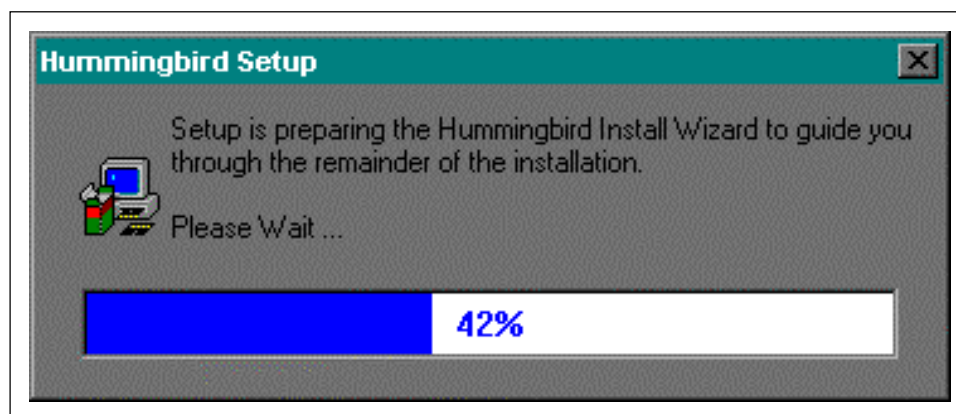 Hummingbird Setup
Setup is preparing the Hummingbird Install Wizard to guide you
through the remainder of the installation.
Please Wait ...
42%